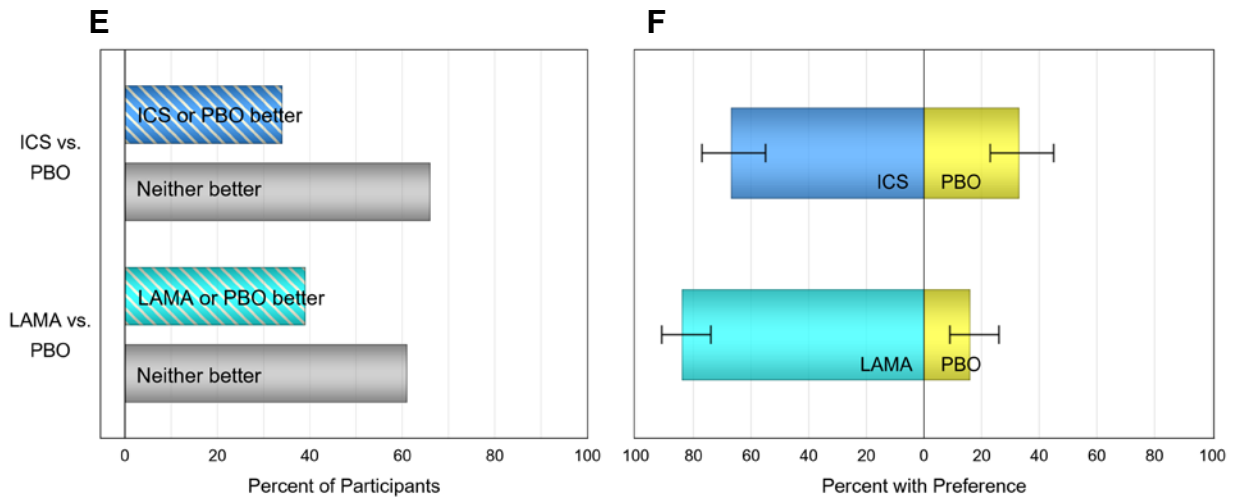 E
ICS vs.
PBO
ICS or PBO better
Neither better
LAMA vs.
PBO
LAMA or PBO better
Neither better
0 20 40 60 80 100
Percent of Participants
F
ICS PBO
LAMA PBO
100 80 60 40 20 0 20 40 60 80 100
Percent with Preference